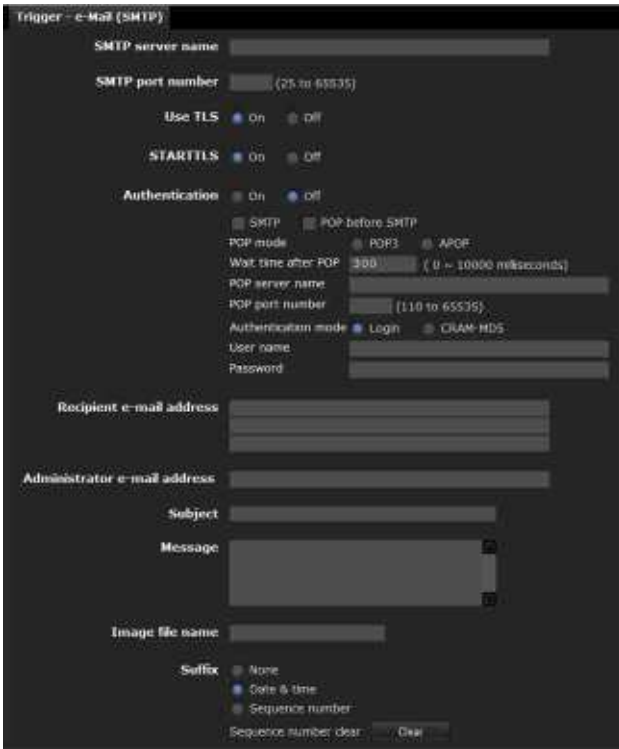 Trigger - e-Mail (SMTP)
SMTP server name
SMTP port number (25 to 65535)
Use TLS On Off
STARTTLS On Off
Authentication On Off
SMTP POP before SMTP
POP mode POP3 APOP
Wait time after POP 300 ( 0 ~ 10000 milliseconds)
POP server name
POP port number (110 to 65535)
Authentication mode Login CRAM-MD5
User name
Password
Recipient e-mail address
Administrator e-mail address
Subject
Message
Image file name
Suffix None
Date & time
Sequence number
Sequence number clear Clear